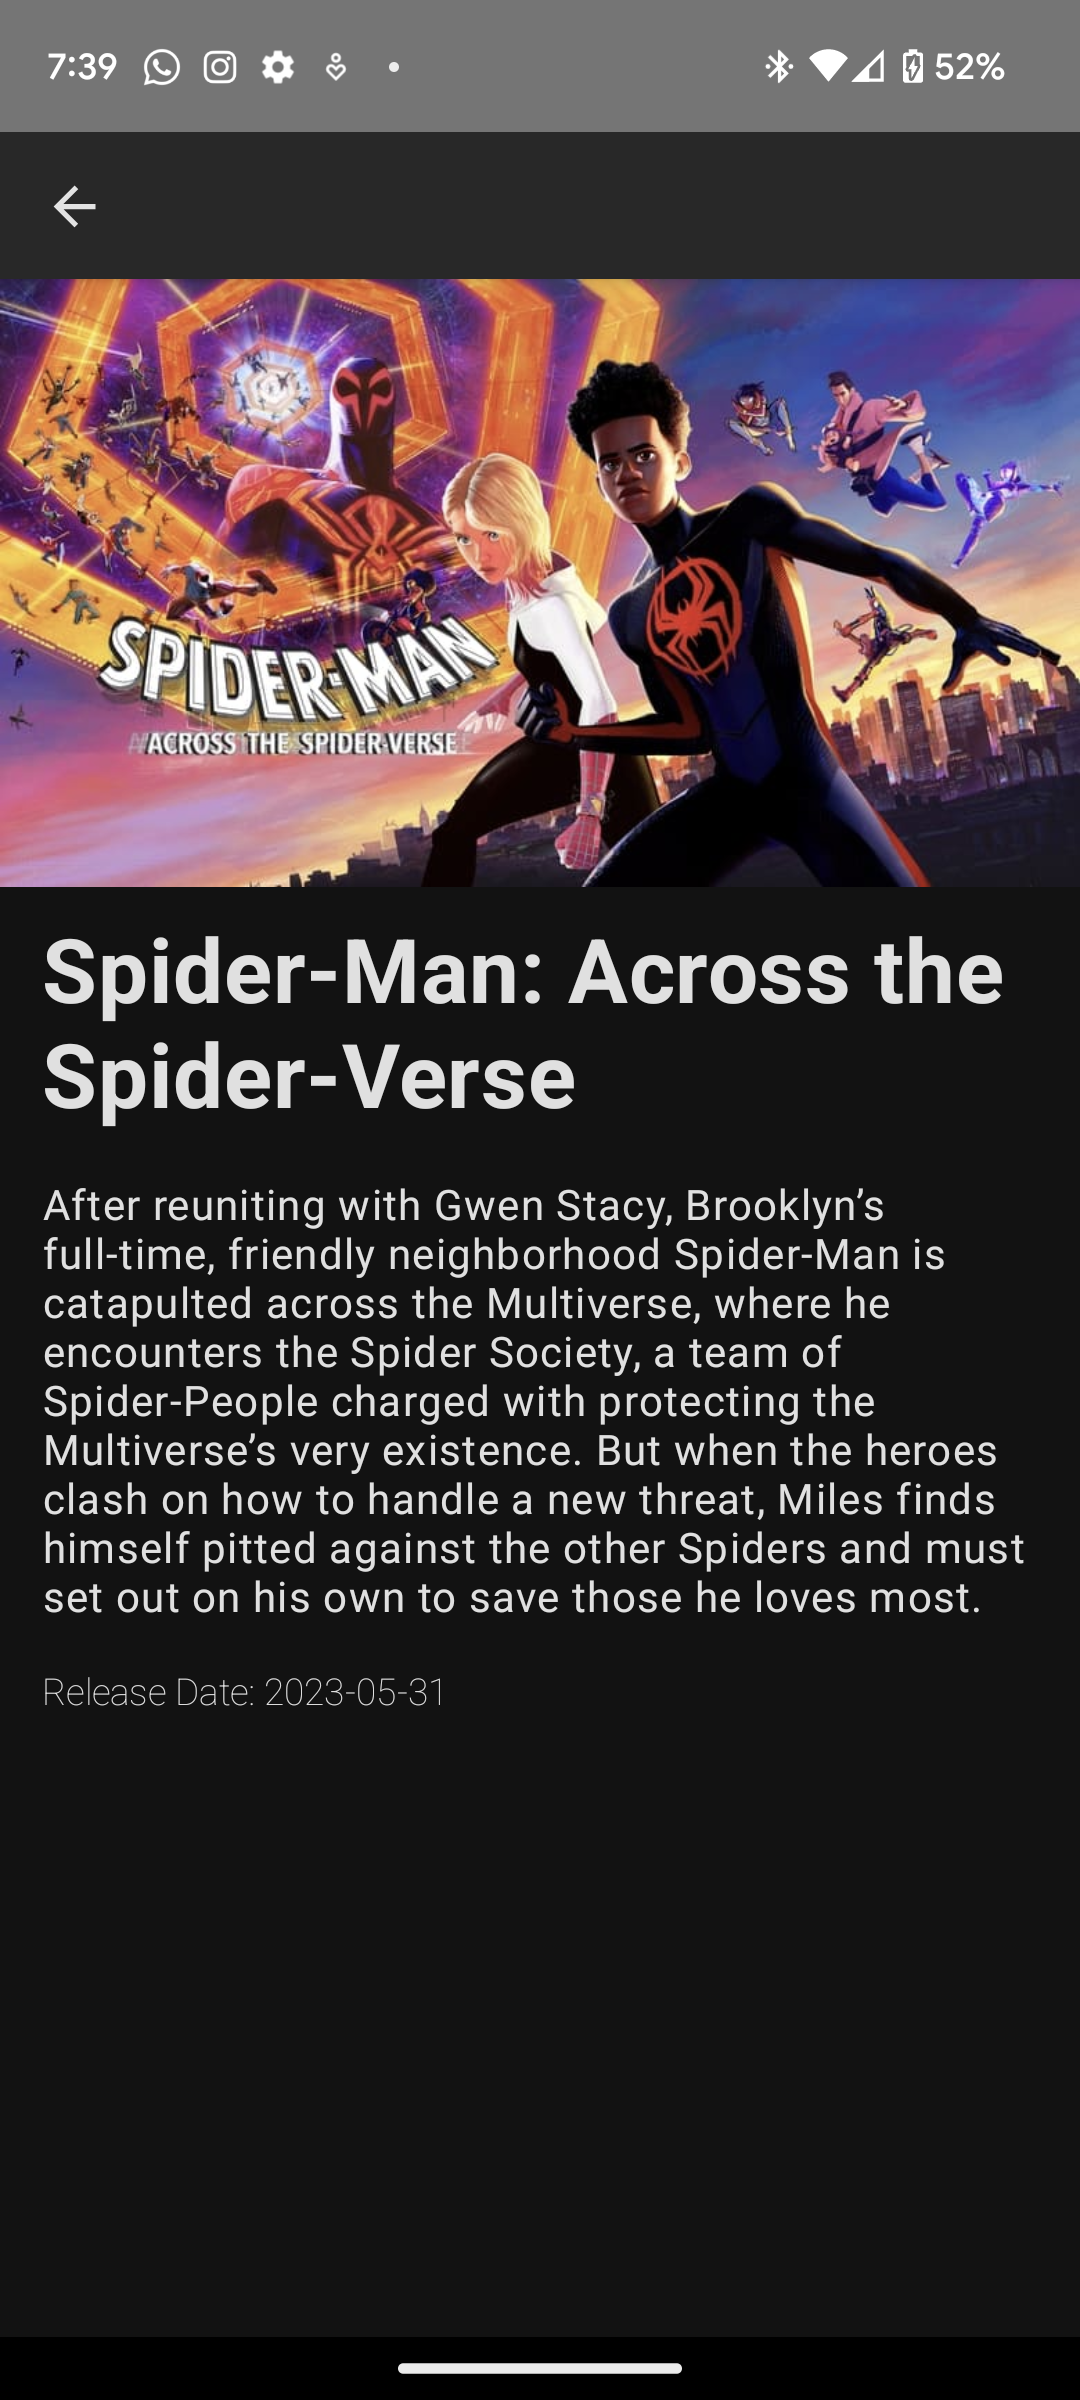 7:39
52%
SPIDER-MAN
ACROSS THE SPIDER-VERSE
Spider-Man: Across the
Spider-Verse
After reuniting with Gwen Stacy, Brooklyn’s
full-time, friendly neighborhood Spider-Man is
catapulted across the Multiverse, where he
encounters the Spider Society, a team of
Spider-People charged with protecting the
Multiverse’s very existence. But when the heroes
clash on how to handle a new threat, Miles finds
himself pitted against the other Spiders and must
set out on his own to save those he loves most.
Release Date: 2023-05-31